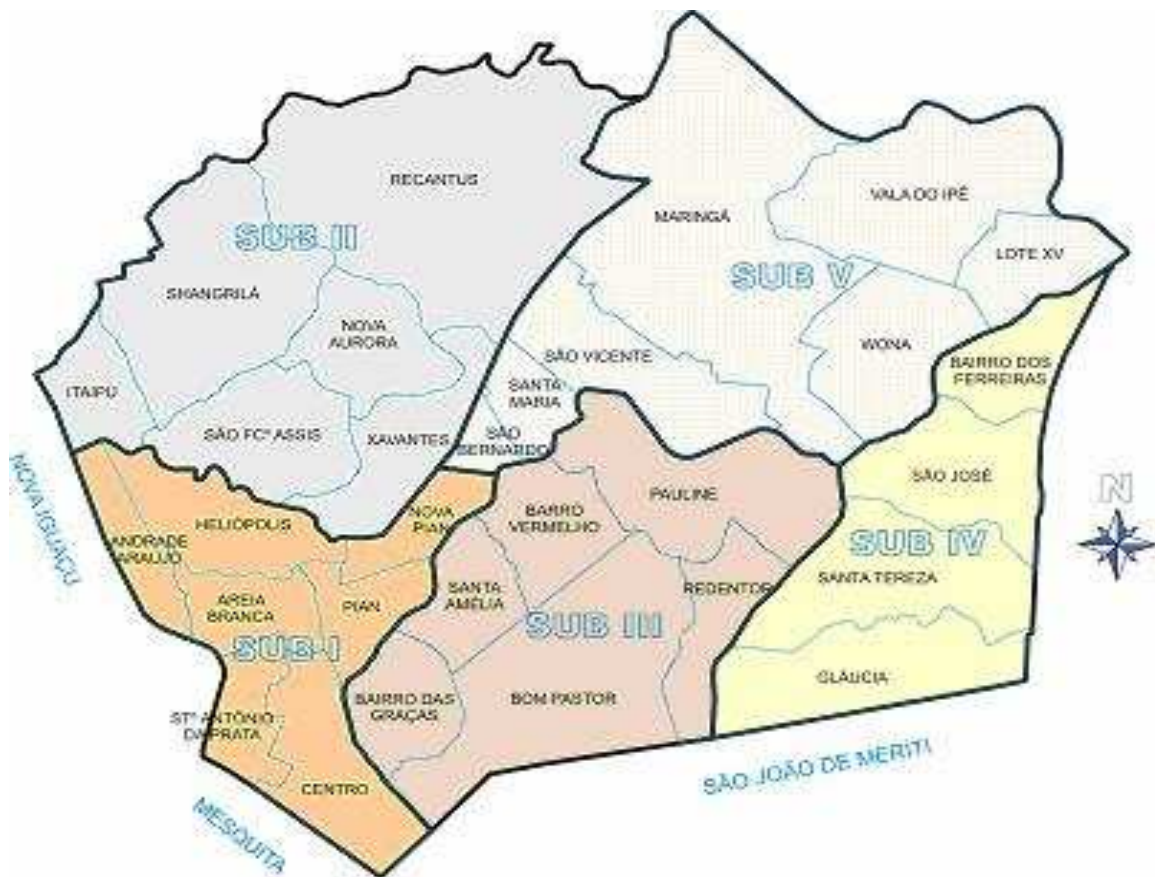 RECANTUS
SUB II
SHANGRILÁ
NOVA
AURORA
ITAIPÚ
SÃO FCº ASSIS
XAVANTES
MARINGÁ
VALA DO IPÊ
LOTE XV
SUB V
SÃO VICENTE
WONA
SANTA
MARIA
SÃO
BERNARDO
BAIRRO DOS
FERREIRAS
SÃO JOSÉ
SUB IV
SANTA TEREZA
GLÁUCIA
PAULINE
BARRO
VERMELHO
SANTA
AMÉLIA
REDENTOR
SUB III
BAIRRO DAS
GRAÇAS
BOM PASTOR
NOVA
PIAN
HELIÓPOLIS
ANDRADE
ARAÚJO
AREIA
BRANCA
PIAN
SUB I
STº ANTÔNIO
DA PRATA
CENTRO
NOVA IGUAÇU
MESQUITA
SÃO JOÃO DE MERITI
N